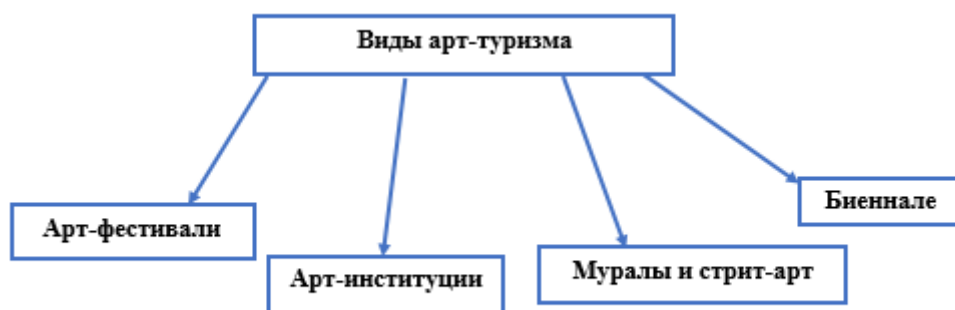 Виды арт-туризма
Арт-фестивали
Арт-институции
Муралы и стрит-арт
Биеннале